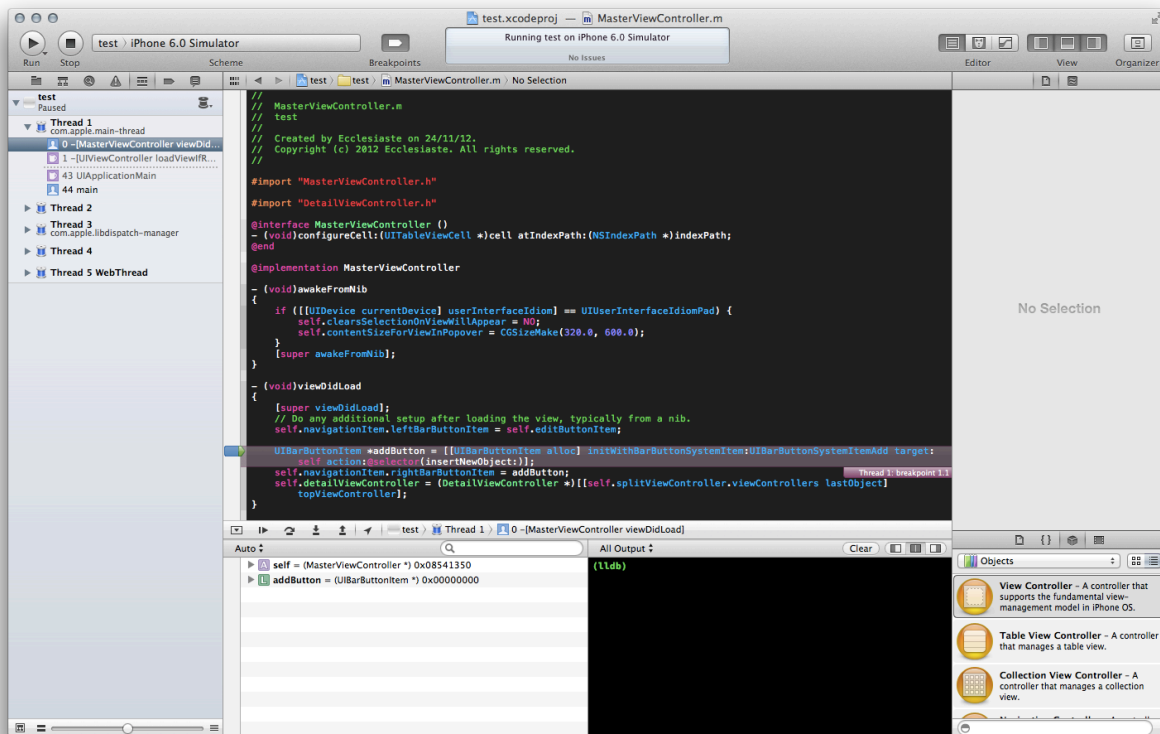 test.xcodeproj — MasterViewController.m
Run
Stop
test 〉iPhone 6.0 Simulator
Scheme
Breakpoints
Running test on iPhone 6.0 Simulator
No Issues
Editor
View
Organizer
test 〉 test 〉 MasterViewController.m 〉 No Selection
test
Paused
Thread 1
com.apple.main-thread
0 -[MasterViewController viewDid...
1 -[UIViewController loadViewIfR...
43 UIApplicationMain
44 main
Thread 2
Thread 3
com.apple.libdispatch-manager
Thread 4
Thread 5 WebThread
//
// MasterViewController.m
// test
//
// Created by Ecclesiaste on 24/11/12.
// Copyright (c) 2012 Ecclesiaste. All rights reserved.
//
#import "MasterViewController.h"
#import "DetailViewController.h"
@interface MasterViewController ()
- (void)configureCell:(UITableViewCell *)cell atIndexPath:(NSIndexPath *)indexPath;
@end
@implementation MasterViewController
- (void)awakeFromNib
{
if ([[UIDevice currentDevice] userInterfaceIdiom] == UIUserInterfaceIdiomPad) {
self.clearsSelectionOnViewWillAppear = NO;
self.contentSizeForViewInPopover = CGSizeMake(320.0, 600.0);
}
[super awakeFromNib];
}
- (void)viewDidLoad
{
[super viewDidLoad];
// Do any additional setup after loading the view, typically from a nib.
self.navigationItem.leftBarButtonItem = self.editButtonItem;
UIBarButtonItem *addButton = [[UIBarButtonItem alloc] initWithBarButtonSystemItem:UIBarButtonSystemItemAdd target:
self action:@selector(insertNewObject:)];
self.navigationItem.rightBarButtonItem = addButton;
Thread 1: breakpoint 1.1
self.detailViewController = (DetailViewController *)[[self.splitViewController.viewControllers lastObject]
topViewController];
}
test 〉 Thread 1 〉 0 -[MasterViewController viewDidLoad]
Auto
All Output
Clear
A self = (MasterViewController *) 0x08541350
L addButton = (UIBarButtonItem *) 0x00000000
(lldb)
No Selection
{ }
Objects
View Controller - A controller that
supports the fundamental view-
management model in iPhone OS.
Table View Controller - A controller
that manages a table view.
Collection View Controller - A
controller that manages a collection
view.